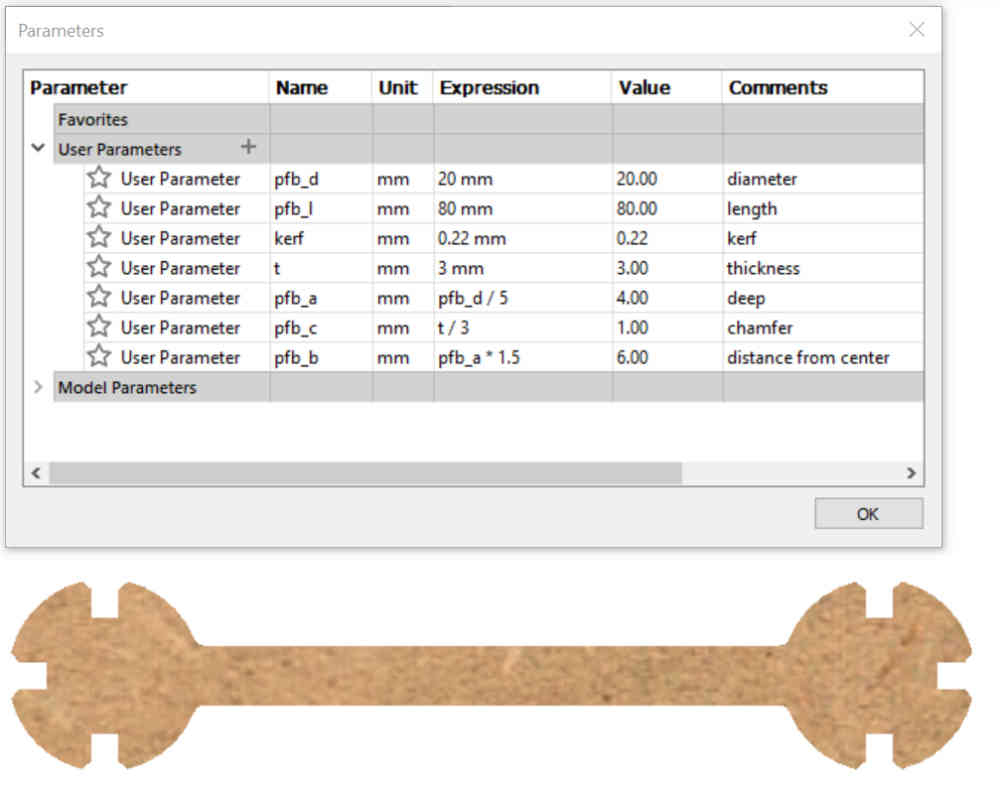 Parameters
Parameter Name Unit Expression Value Comments
Favorites
User Parameters +
User Parameter pfb_d mm 20 mm 20.00 diameter
User Parameter pfb_l mm 80 mm 80.00 length
User Parameter kerf mm 0.22 mm 0.22 kerf
User Parameter t mm 3 mm 3.00 thickness
User Parameter pfb_a mm pfb_d / 5 4.00 deep
User Parameter pfb_c mm t / 3 1.00 chamfer
User Parameter pfb_b mm pfb_a * 1.5 6.00 distance from center
Model Parameters
OK